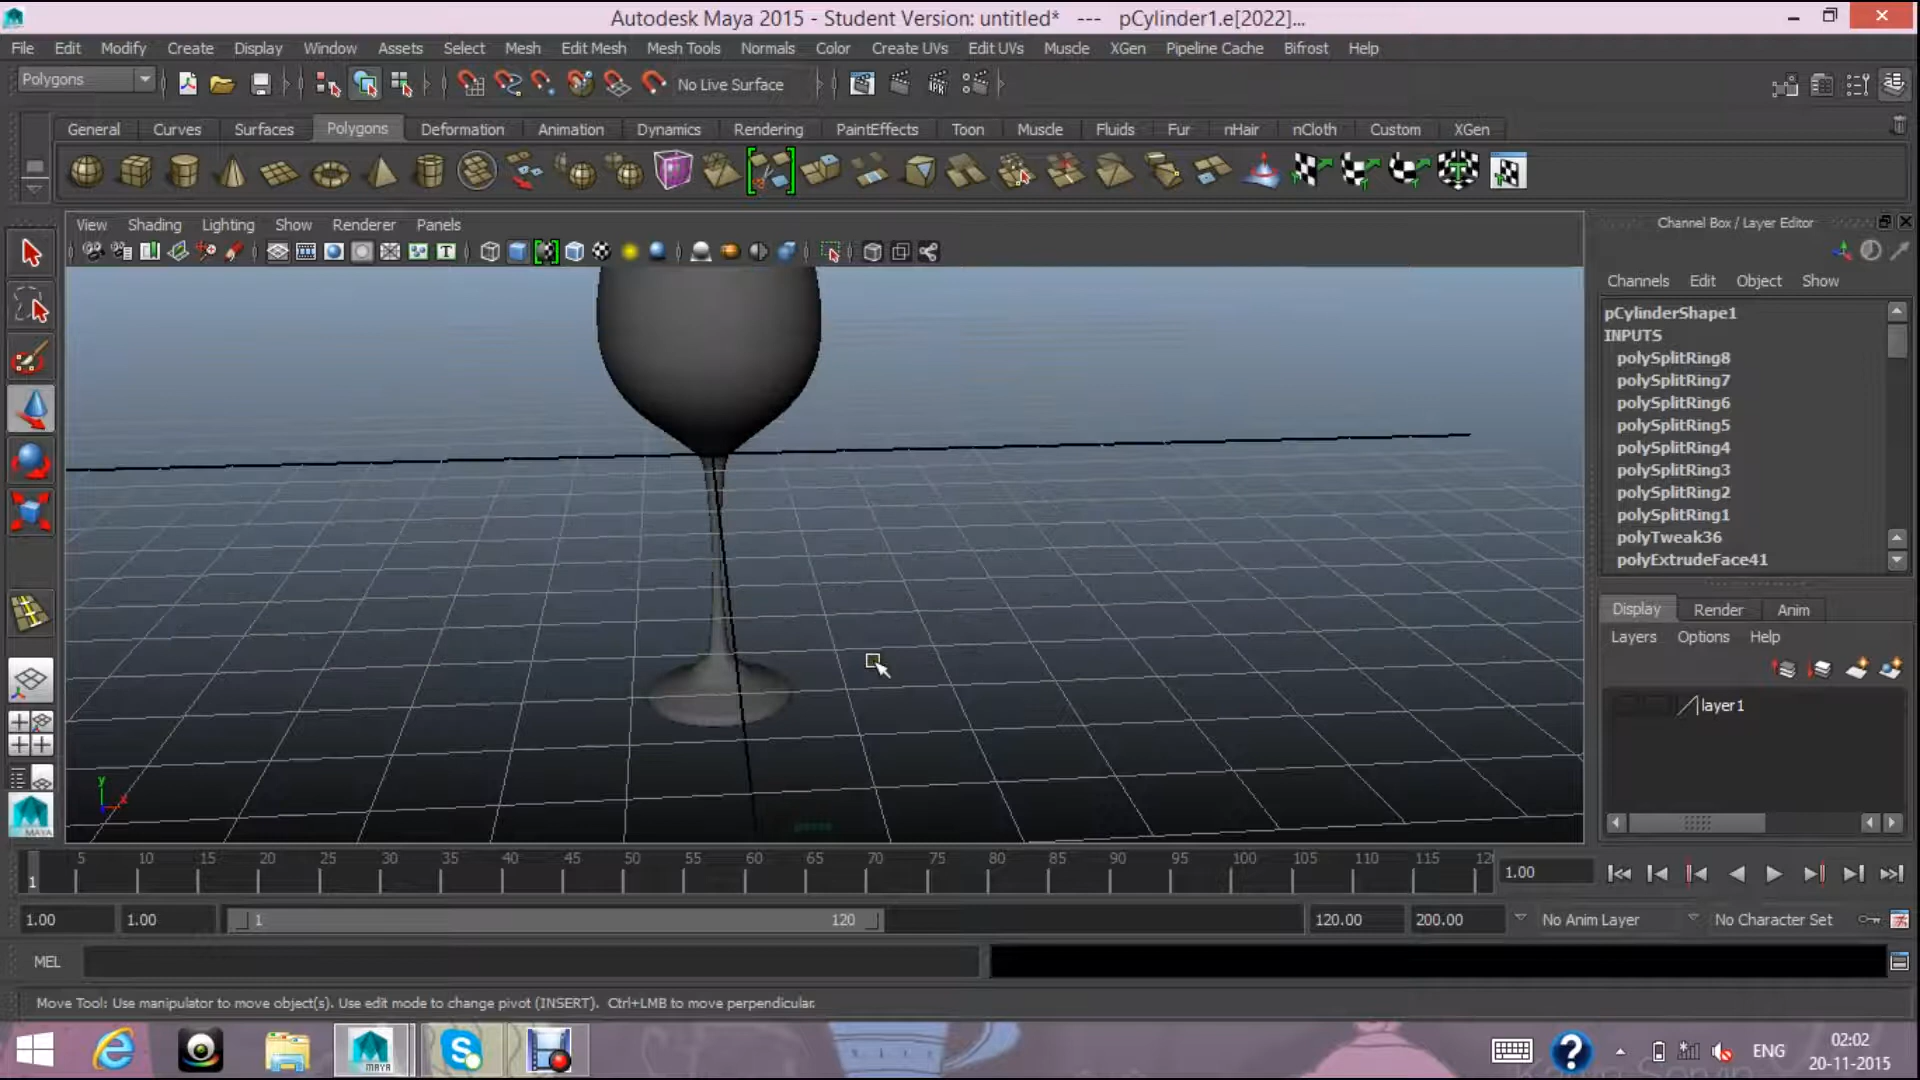 Autodesk Maya 2015 - Student Version: untitled* --- pCylinder1.e[2022]...
File Edit Modify Create Display Window Assets Select Mesh Edit Mesh Mesh Tools Normals Color Create UVs Edit UVs Muscle XGen Pipeline Cache Bifrost Help
Polygons No Live Surface
General Curves Surfaces Polygons Deformation Animation Dynamics Rendering PaintEffects Toon Muscle Fluids Fur nHair nCloth Custom XGen
View Shading Lighting Show Renderer Panels
Channel Box / Layer Editor
Channels Edit Object Show
pCylinderShape1
INPUTS
polySplitRing8
polySplitRing7
polySplitRing6
polySplitRing5
polySplitRing4
polySplitRing3
polySplitRing2
polySplitRing1
polyTweak36
polyExtrudeFace41
Display Render Anim
Layers Options Help
layer1
y
x
persp
MAYA
5 10 15 20 25 30 35 40 45 50 55 60 65 70 75 80 85 90 95 100 105 110 115 12
1
1.00
1.00 1.00 1 120 120.00 200.00 No Anim Layer No Character Set
MEL
Move Tool: Use manipulator to move object(s). Use edit mode to change pivot (INSERT). Ctrl+LMB to move perpendicular.
MAYA
ENG
02:02
20-11-2015